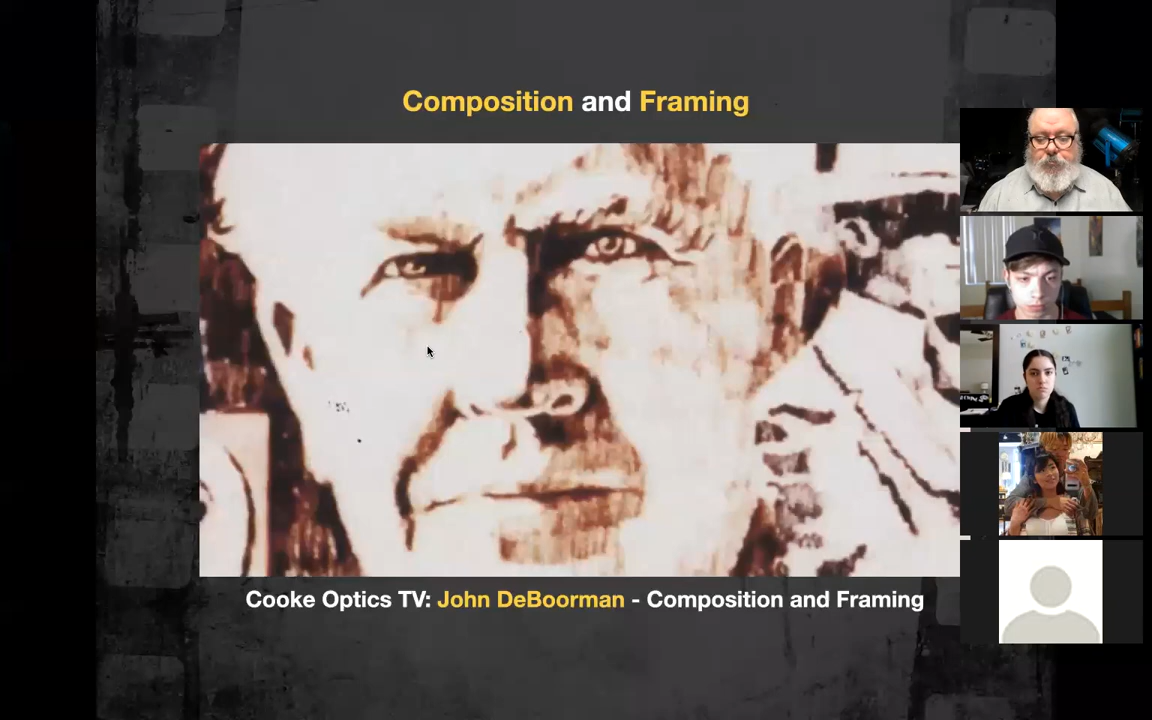 Composition and Framing
Cooke Optics TV: John DeBoorman - Composition and Framing